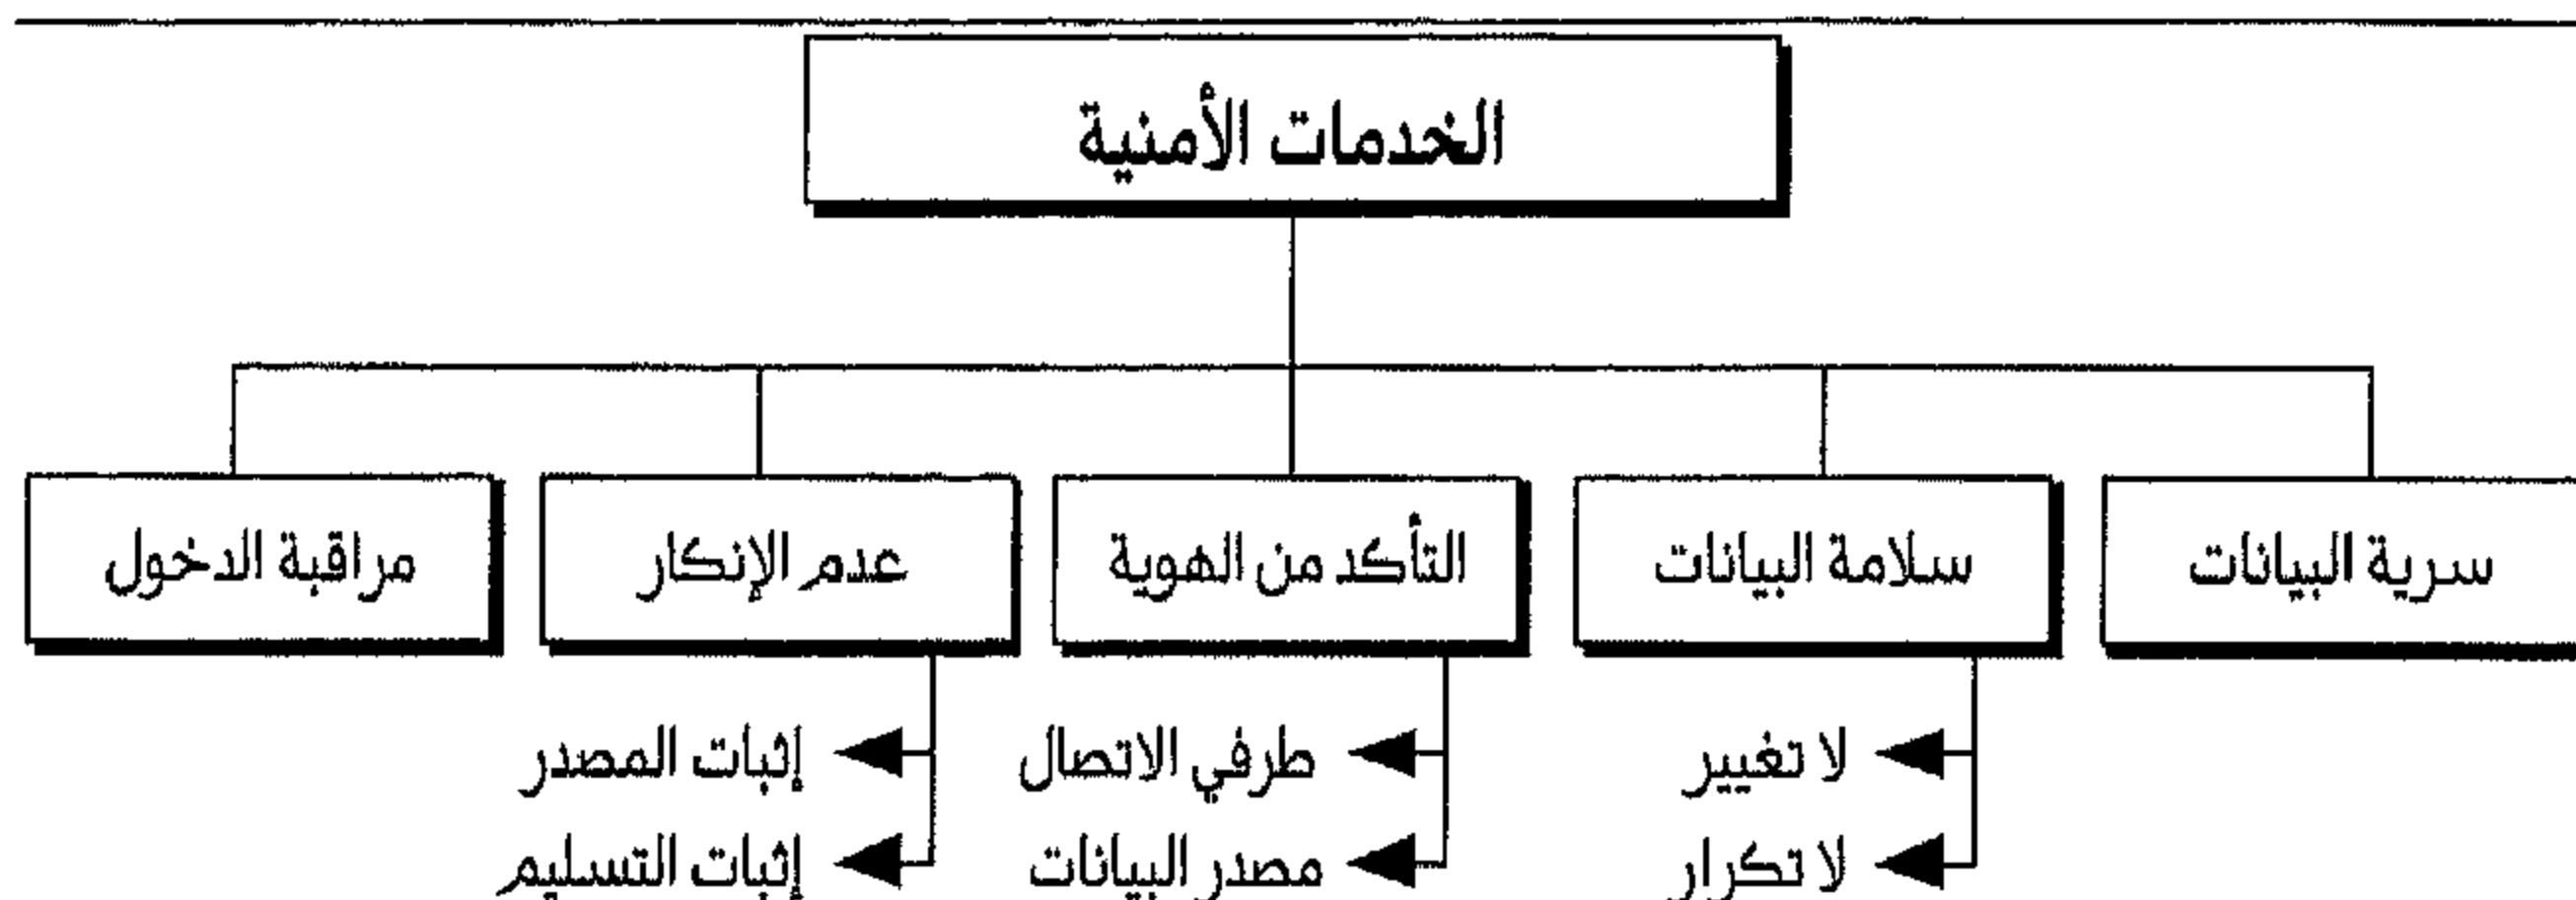 الخدمات الأمنية
سرية البيانات
سلامة البيانات
التأكد من الهوية
عدم الإنكار
مراقبة الدخول
لا تغيير
لا تكرار
طرفي الاتصال
مصدر البيانات
إثبات المصدر
إثبات التسليم